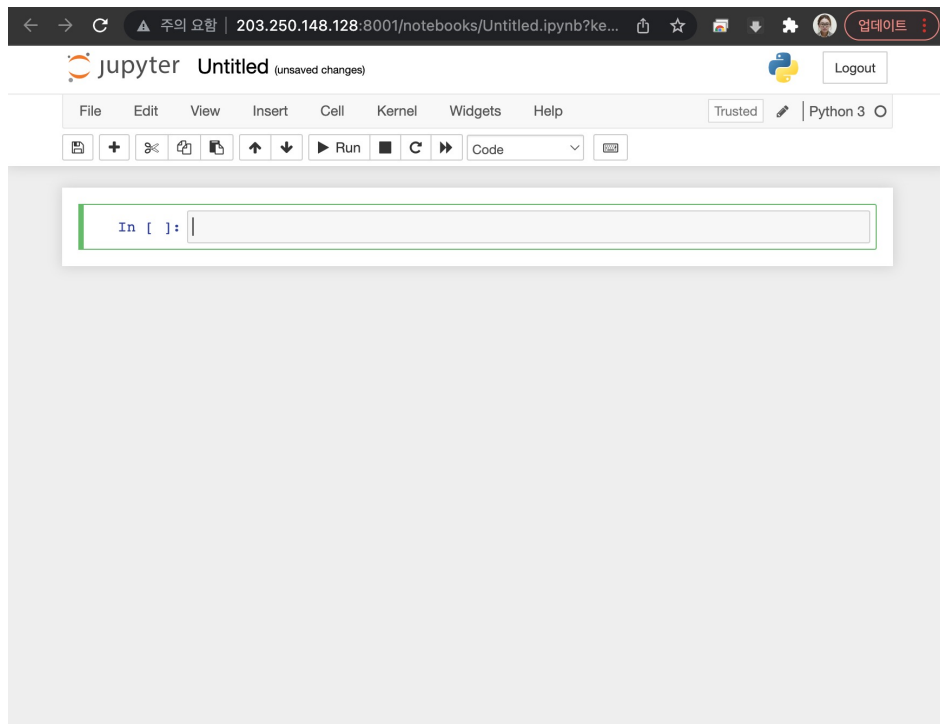 주의 요함 203.250.148.128:8001/notebooks/Untitled.ipynb?ke... 업데이트
jupyter Untitled (unsaved changes) Logout
File Edit View Insert Cell Kernel Widgets Help Trusted Python 3
Run Code
In [ ]: